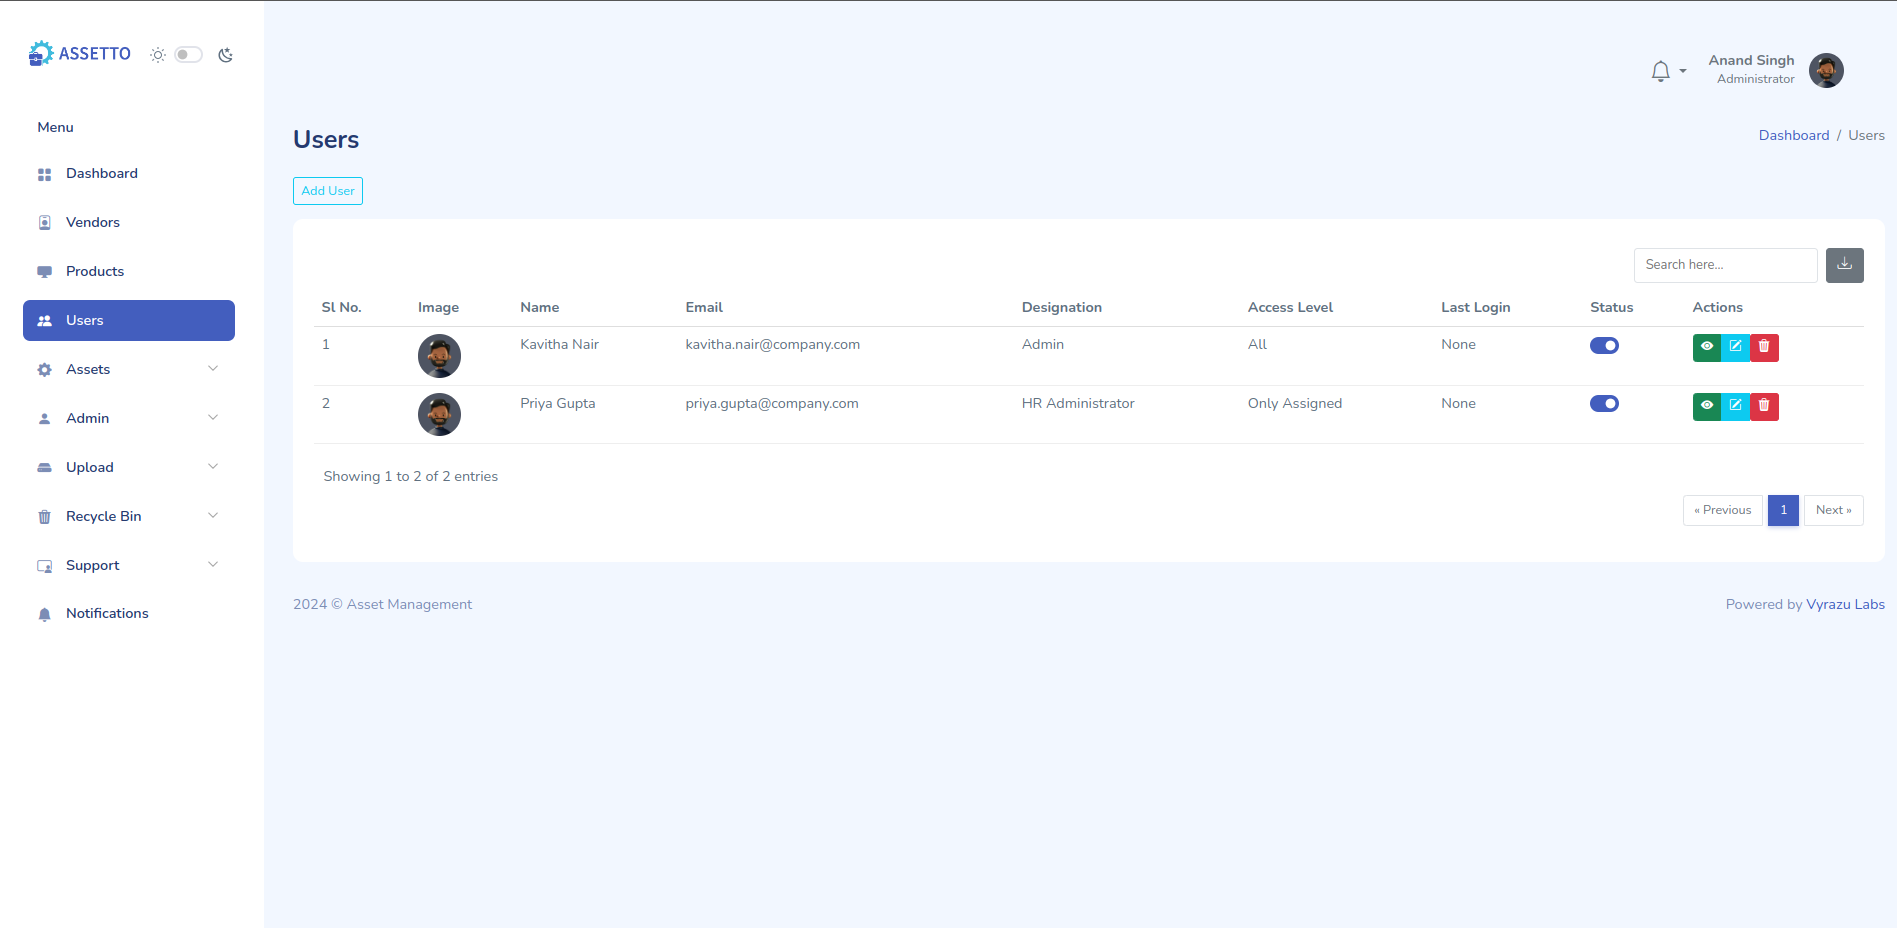 ASSETTO
Anand Singh
Administrator
Menu
Dashboard
Vendors
Products
Users
Assets
Admin
Upload
Recycle Bin
Support
Notifications
Users
Dashboard / Users
Add User
Search here...
Sl No. Image Name Email Designation Access Level Last Login Status Actions
1 Kavitha Nair kavitha.nair@company.com Admin All None
2 Priya Gupta priya.gupta@company.com HR Administrator Only Assigned None
Showing 1 to 2 of 2 entries
« Previous 1 Next »
2024 © Asset Management
Powered by Vyrazu Labs